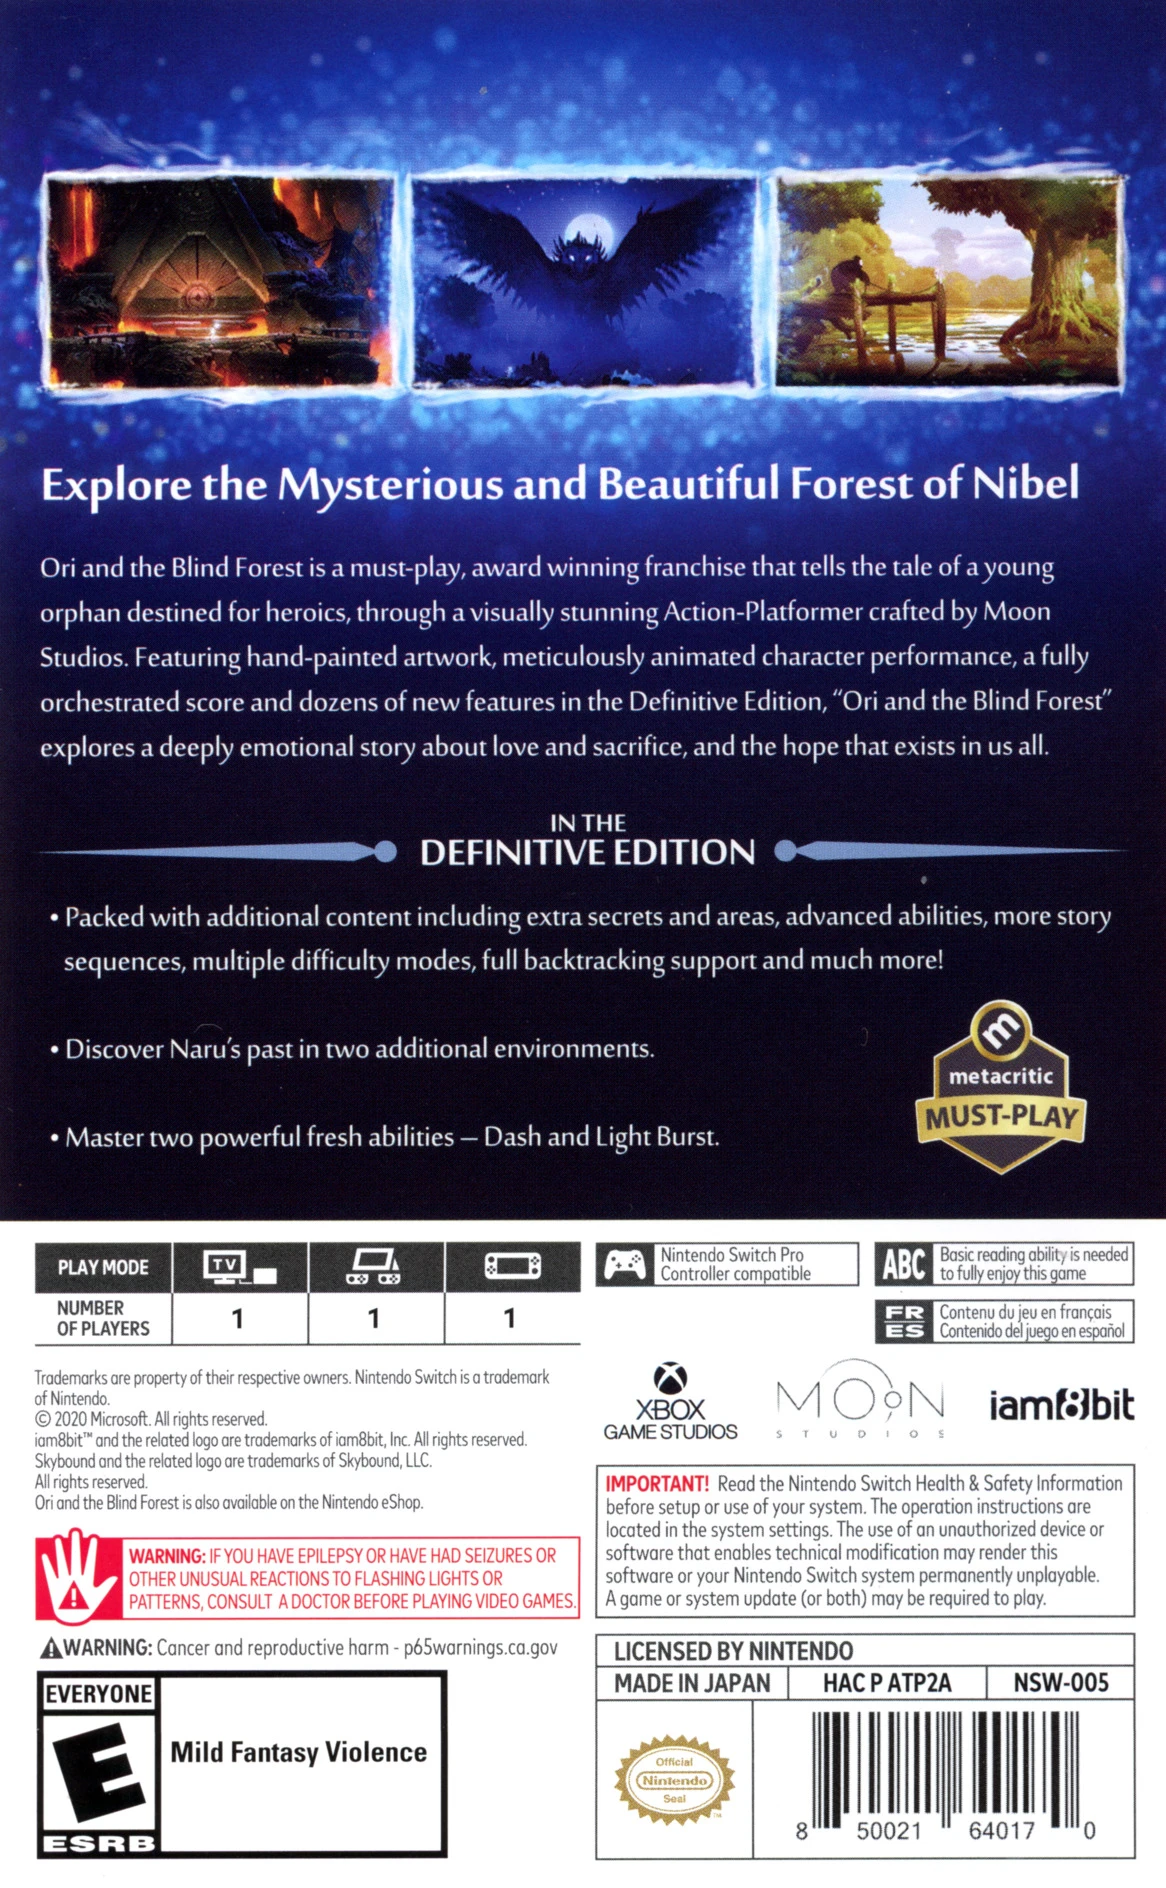 Explore the Mysterious and Beautiful Forest of Nibel
Ori and the Blind Forest is a must-play, award winning franchise that tells the tale of a young
orphan destined for heroics, through a visually stunning Action-Platformer crafted by Moon
Studios. Featuring hand-painted artwork, meticulously animated character performance, a fully
orchestrated score and dozens of new features in the Definitive Edition, “Ori and the Blind Forest”
explores a deeply emotional story about love and sacrifice, and the hope that exists in us all.
IN THE
DEFINITIVE EDITION
• Packed with additional content including extra secrets and areas, advanced abilities, more story
sequences, multiple difficulty modes, full backtracking support and much more!
• Discover Naru's past in two additional environments.
• Master two powerful fresh abilities — Dash and Light Burst.
m
metacritic
MUST-PLAY
PLAY MODE
TV
NUMBER
OF PLAYERS
1
1
1
Nintendo Switch Pro
Controller compatible
ABC
Basic reading ability is needed
to fully enjoy this game
FR
ES
Contenu du jeu en français
Contenido del juego en español
Trademarks are property of their respective owners. Nintendo Switch is a trademark
of Nintendo.
© 2020 Microsoft. All rights reserved.
iam8bit™ and the related logo are trademarks of iam8bit, Inc. All rights reserved.
Skybound and the related logo are trademarks of Skybound, LLC.
All rights reserved.
Ori and the Blind Forest is also available on the Nintendo eShop.
XBOX
GAME STUDIOS
MOON
STUDIOS
iam8bit
WARNING: IF YOU HAVE EPILEPSY OR HAVE HAD SEIZURES OR
OTHER UNUSUAL REACTIONS TO FLASHING LIGHTS OR
PATTERNS, CONSULT A DOCTOR BEFORE PLAYING VIDEO GAMES.
WARNING: Cancer and reproductive harm - p65warnings.ca.gov
IMPORTANT! Read the Nintendo Switch Health & Safety Information
before setup or use of your system. The operation instructions are
located in the system settings. The use of an unauthorized device or
software that enables technical modification may render this
software or your Nintendo Switch system permanently unplayable.
A game or system update (or both) may be required to play.
EVERYONE
E
ESRB
Mild Fantasy Violence
LICENSED BY NINTENDO
MADE IN JAPAN
HAC P ATP2A
NSW-005
Official
Nintendo
Seal
™
8 50021 64017 0